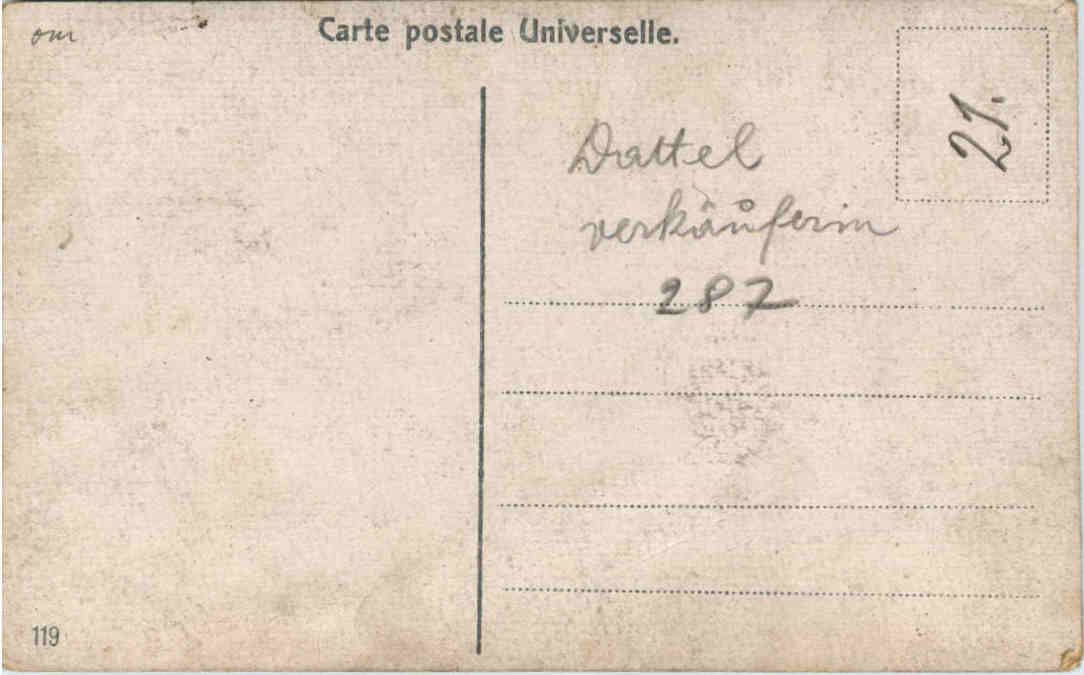 om
Carte postale Universelle.
21.
Dattel
verkäuferin
287
119